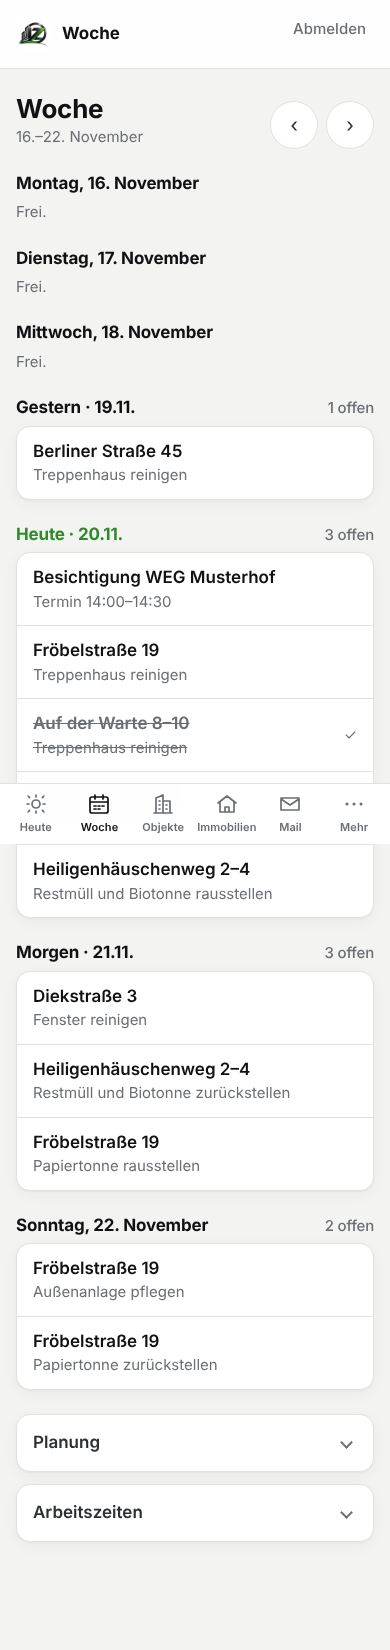 Woche
Abmelden
Woche
16.–22. November
‹ ›
Montag, 16. November
Frei.
Dienstag, 17. November
Frei.
Mittwoch, 18. November
Frei.
Gestern · 19.11.
1 offen
Berliner Straße 45
Treppenhaus reinigen
Heute · 20.11.
3 offen
Besichtigung WEG Musterhof
Termin 14:00–14:30
Fröbelstraße 19
Treppenhaus reinigen
Auf der Warte 8–10
Treppenhaus reinigen
Heute
Woche
Objekte
Immobilien
Mail
Mehr
Heiligenhäuschenweg 2–4
Restmüll und Biotonne rausstellen
Morgen · 21.11.
3 offen
Diekstraße 3
Fenster reinigen
Heiligenhäuschenweg 2–4
Restmüll und Biotonne zurückstellen
Fröbelstraße 19
Papiertonne rausstellen
Sonntag, 22. November
2 offen
Fröbelstraße 19
Außenanlage pflegen
Fröbelstraße 19
Papiertonne zurückstellen
Planung
Arbeitszeiten